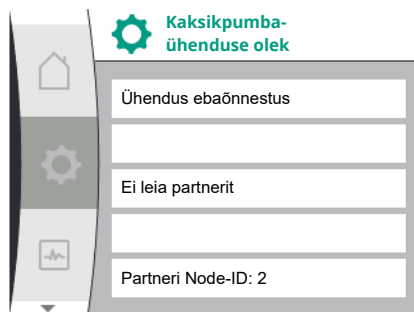 Kaksikpumba-
ühenduse olek
Ühendus ebaõnnestus
Ei leia partnerit
Partneri Node-ID: 2